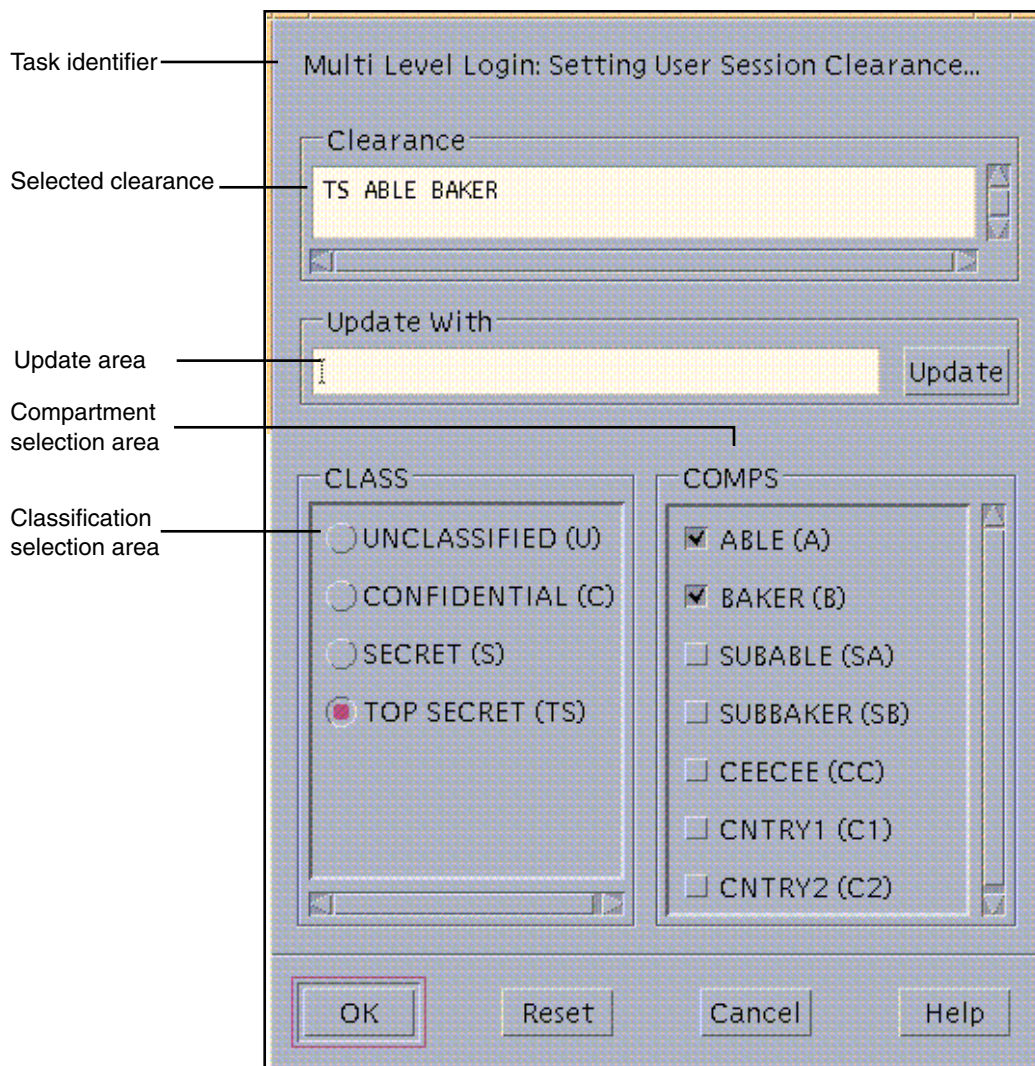 Task identifier
Multi Level Login: Setting User Session Clearance...
Clearance
Selected clearance
TS ABLE BAKER
Update With
Update area
Update
Compartment
selection area
CLASS
COMPS
Classification
selection area
UNCLASSIFIED (U)
CONFIDENTIAL (C)
SECRET (S)
TOP SECRET (TS)
ABLE (A)
BAKER (B)
SUBABLE (SA)
SUBBAKER (SB)
CEECEE (CC)
CNTRY1 (C1)
CNTRY2 (C2)
OK
Reset
Cancel
Help